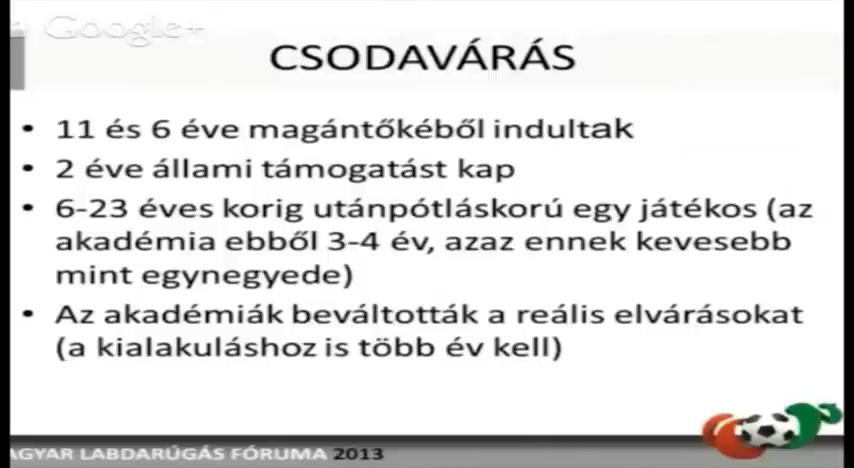 Google+
CSODAVÁRÁS
• 11 és 6 éve magántőkéből indultak
• 2 éve állami támogatást kap
• 6-23 éves korig utánpótláskorú egy játékos (az
akadémia ebből 3-4 év, azaz ennek kevesebb
mint egynegyede)
• Az akadémiák beváltották a reális elvárásokat
(a kialakuláshoz is több év kell)
AGYAR LABDARÚGÁS FÓRUMA 2013